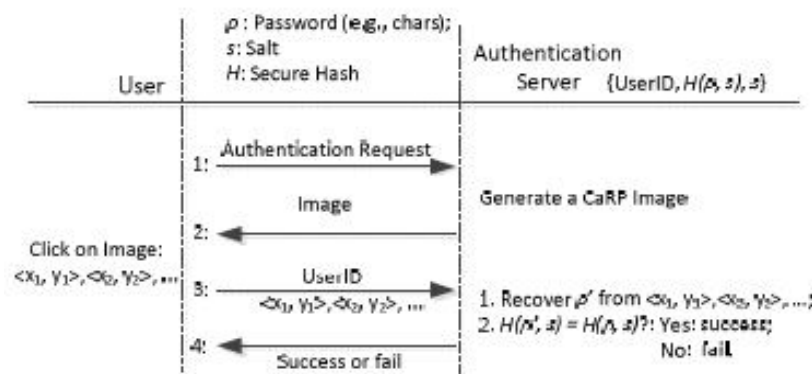 ρ : Password (e.g., chars);
s: Salt
H: Secure Hash
User
Authentication
Server {UserID, H(ρ, s), s}
1: Authentication Request
Image
Generate a CaRP Image
2:
Click on Image:
<x₁, y₁>,<x₂, y₂>, ...
3: UserID
<x₁, y₁>,<x₂, y₂>, ...
1. Recover ρ' from <x₁, y₁>,<x₂, y₂>, ...;
2. H(ρ', s) = H(ρ, s)?: Yes: success;
No: fail
4:
Success or fail